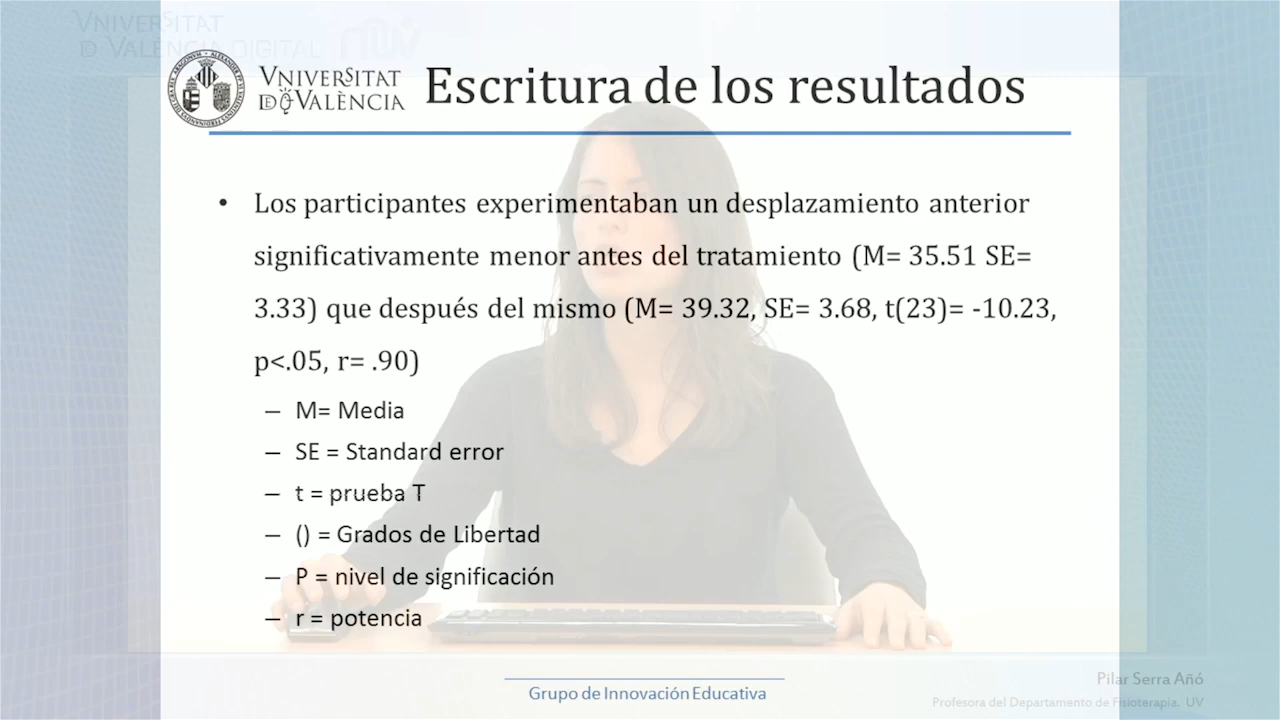 VNIVERSITAT
D VALÈNCIA DIGITAL
VNIVERSITAT
D VALÈNCIA
Escritura de los resultados
• Los participantes experimentaban un desplazamiento anterior
significativamente menor antes del tratamiento (M= 35.51 SE=
3.33) que después del mismo (M= 39.32, SE= 3.68, t(23)= -10.23,
p<.05, r= .90)
– M= Media
– SE = Standard error
– t = prueba T
– () = Grados de Libertad
– P = nivel de significación
– r = potencia
Grupo de Innovación Educativa
Pilar Serra Añó
Profesora del Departamento de Fisioterapia. UV